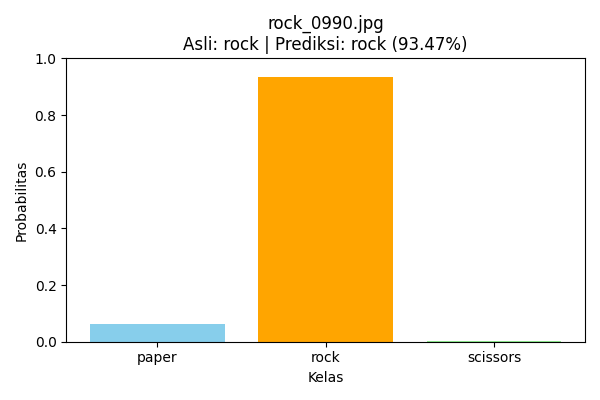 rock_0990.jpg
Asli: rock | Prediksi: rock (93.47%)
1.0
0.8
0.6
0.4
0.2
0.0
Probabilitas
paper rock scissors
Kelas